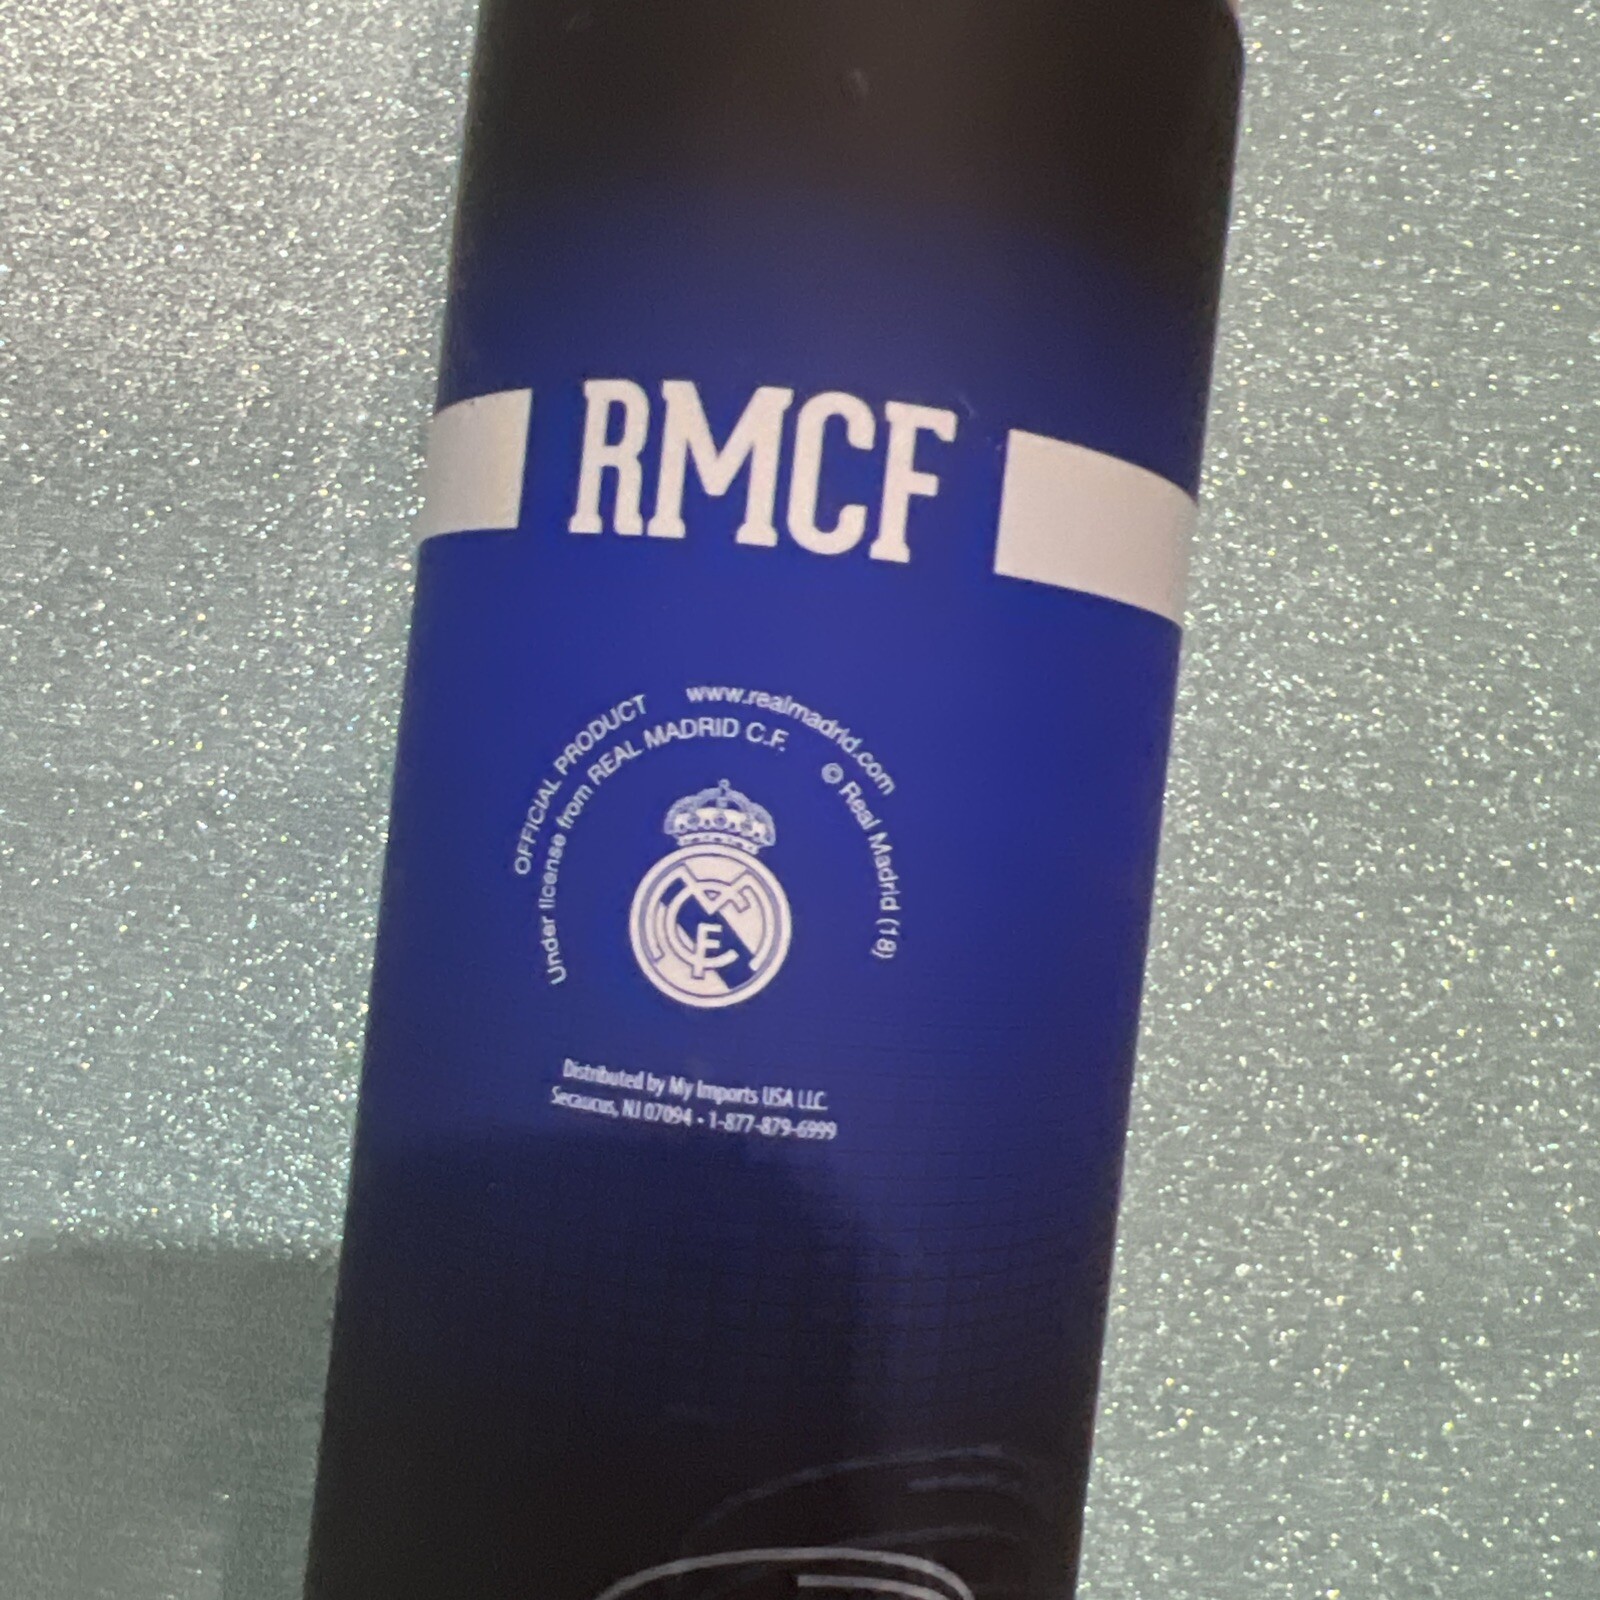 RMCF
OFFICIAL PRODUCT www.realmadrid.com
Under license from REAL MADRID C.F. © Real Madrid (18)
Distributed by My Imports USA LLC.
Secaucus, NJ 07094 • 1-877-879-6999